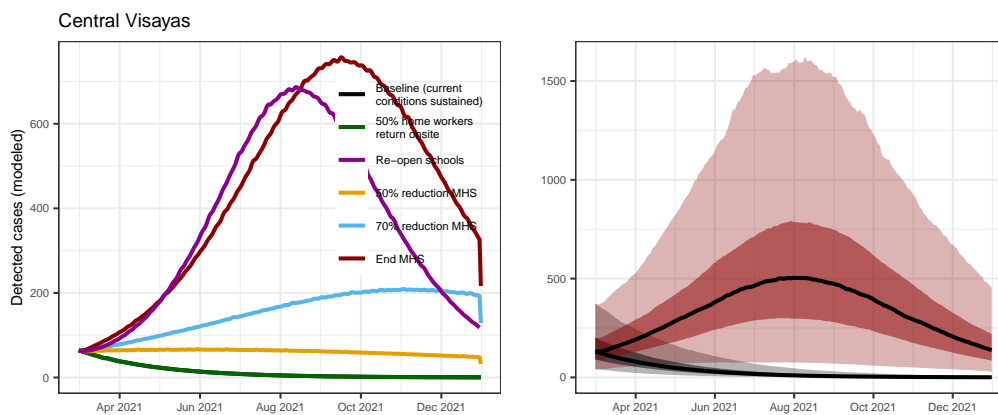 Central Visayas
Detected cases (modeled)
600
400
200
0
Apr 2021
Jun 2021
Aug 2021
Oct 2021
Dec 2021
Baseline (current
conditions sustained)
50% home workers
return onsite
Re−open schools
50% reduction MHS
70% reduction MHS
End MHS
1500
1000
500
0
Apr 2021
Jun 2021
Aug 2021
Oct 2021
Dec 2021